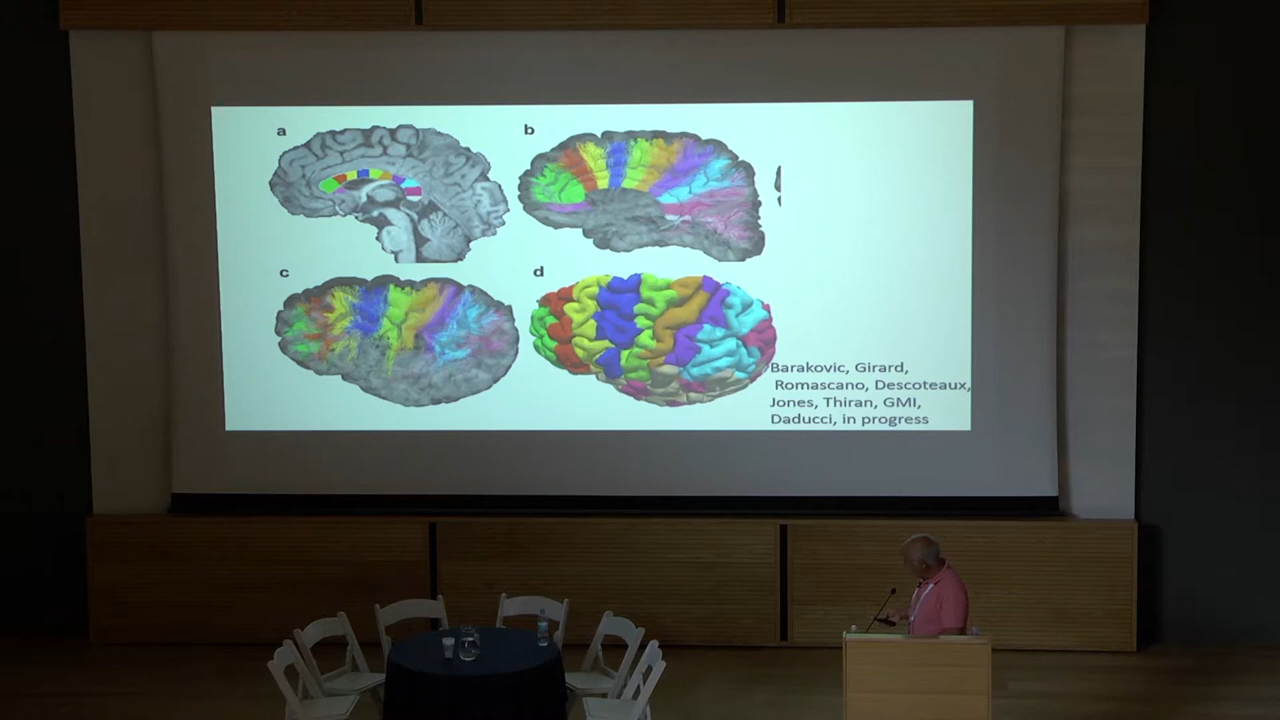 a
b
c
d
Barakovic, Girard,
Romascano, Descoteaux,
Jones, Thiran, GMI,
Daducci, in progress